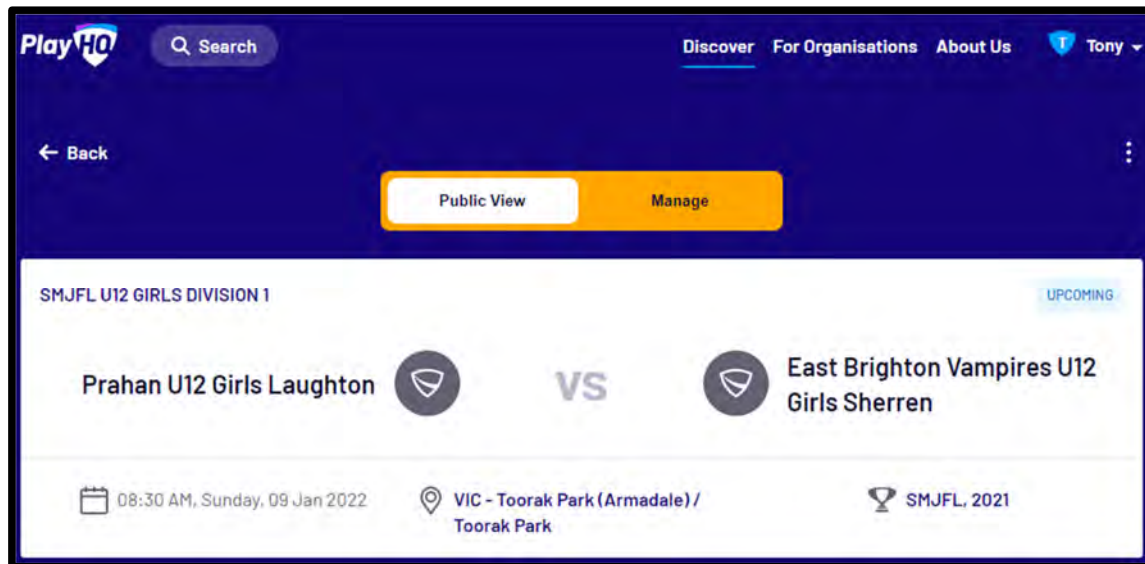 PlayHQ
Search
Discover For Organisations About Us T Tony
← Back
Public View Manage
SMJFL U12 GIRLS DIVISION 1
UPCOMING
Prahan U12 Girls Laughton
VS
East Brighton Vampires U12
Girls Sherren
08:30 AM, Sunday, 09 Jan 2022
VIC - Toorak Park (Armadale) /
Toorak Park
SMJFL, 2021